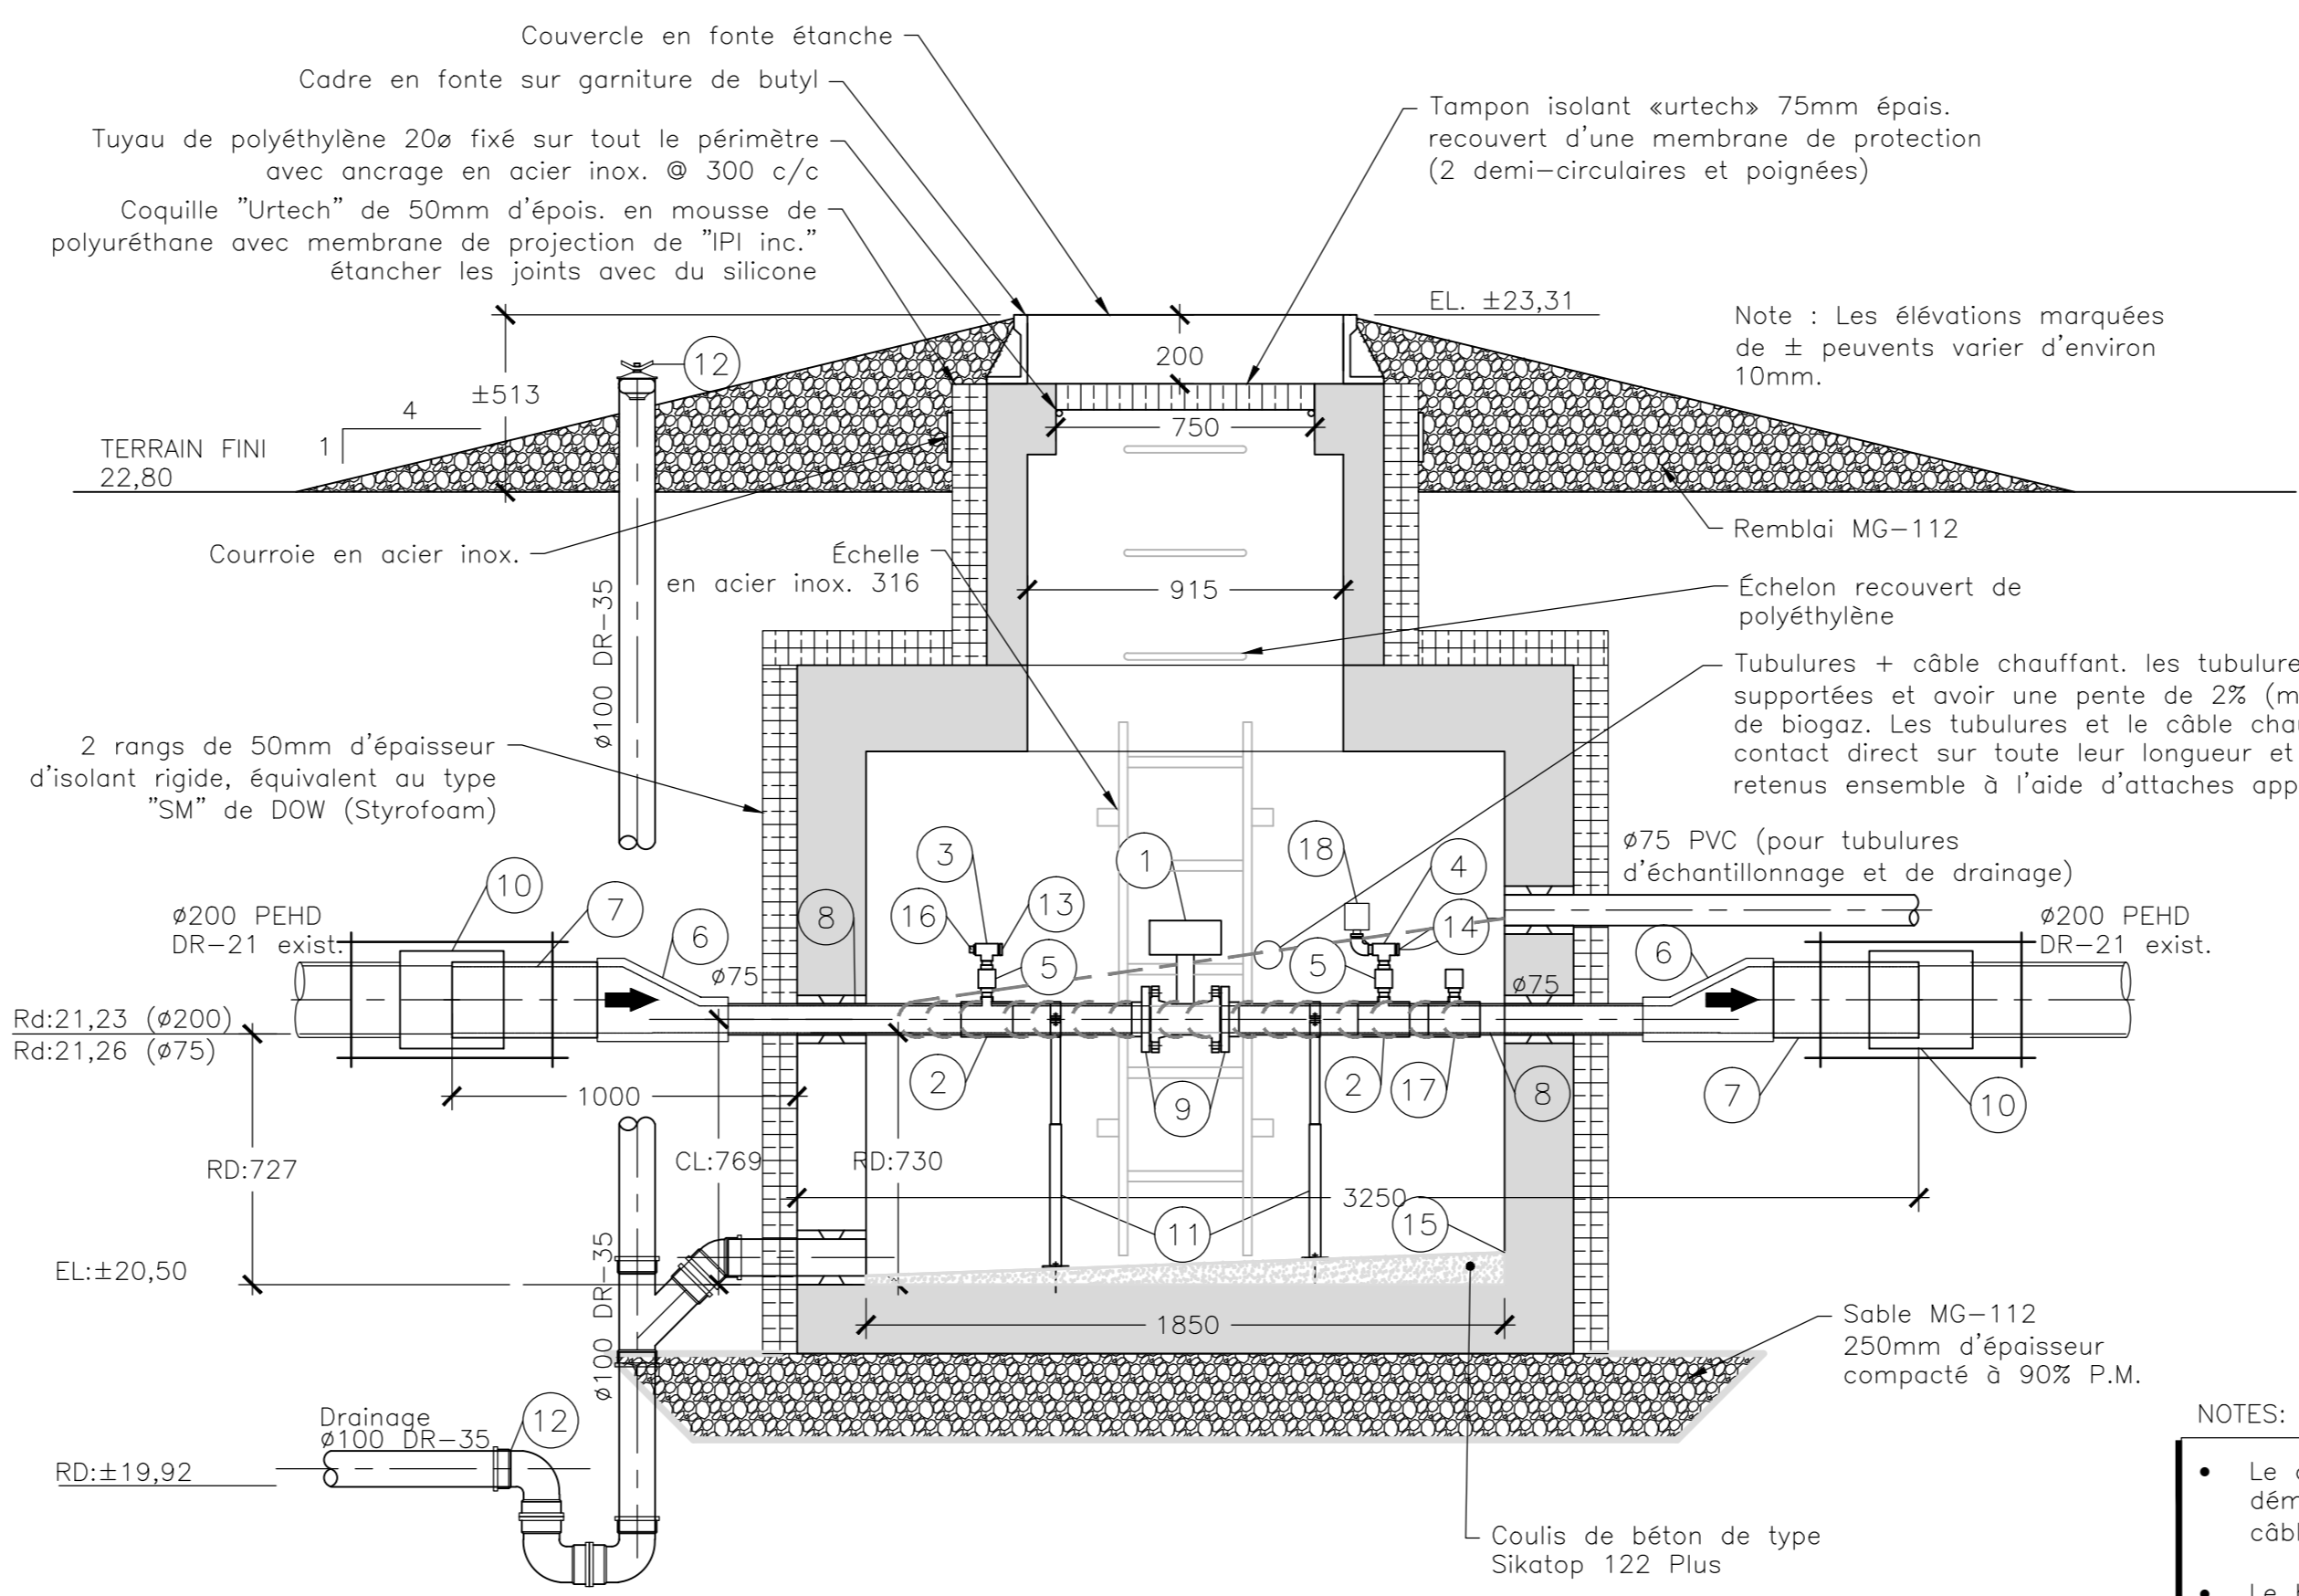 Couvercle en fonte étanche
Cadre en fonte sur garniture de butyl
Tuyau de polyéthylène 20ø fixé sur tout le périmètre
avec ancrage en acier inox. @ 300 c/c
Coquille "Urtech" de 50mm d'épois. en mousse de
polyuréthane avec membrane de projection de "IPI inc."
étancher les joints avec du silicone
Tampon isolant «urtech» 75mm épais.
recouvert d'une membrane de protection
(2 demi-circulaires et poignées)
EL. ±23,31
Note : Les élévations marquées
de ± peuvents varier d'environ
10mm.
200
12
±513
4
1
750
TERRAIN FINI
22,80
Remblai MG-112
Courroie en acier inox.
Échelle
en acier inox. 316
ø100 DR-35
915
Échelon recouvert de
polyéthylène
Tubulures + câble chauffant. les tubulure
supportées et avoir une pente de 2% (m
de biogaz. Les tubulures et le câble chau
contact direct sur toute leur longueur et
retenus ensemble à l'aide d'attaches app
2 rangs de 50mm d'épaisseur
d'isolant rigide, équivalent au type
"SM" de DOW (Styrofoam)
ø75 PVC (pour tubulures
d'échantillonnage et de drainage)
10
7
6
8
3
16
13
5
1
18
4
14
5
6
ø200 PEHD
DR-21 exist.
ø75
ø75
ø200 PEHD
DR-21 exist.
Rd:21,23 (ø200)
Rd:21,26 (ø75)
2
9
2
17
8
7
10
1000
RD:727
CL:769
RD:730
3250
11
15
EL:±20,50
ø100 DR-35
1850
Sable MG-112
250mm d'épaisseur
compacté à 90% P.M.
Drainage
ø100 DR-35
12
RD:±19,92
Coulis de béton de type
Sikatop 122 Plus
NOTES:
• Le
dém
câbl
• Le